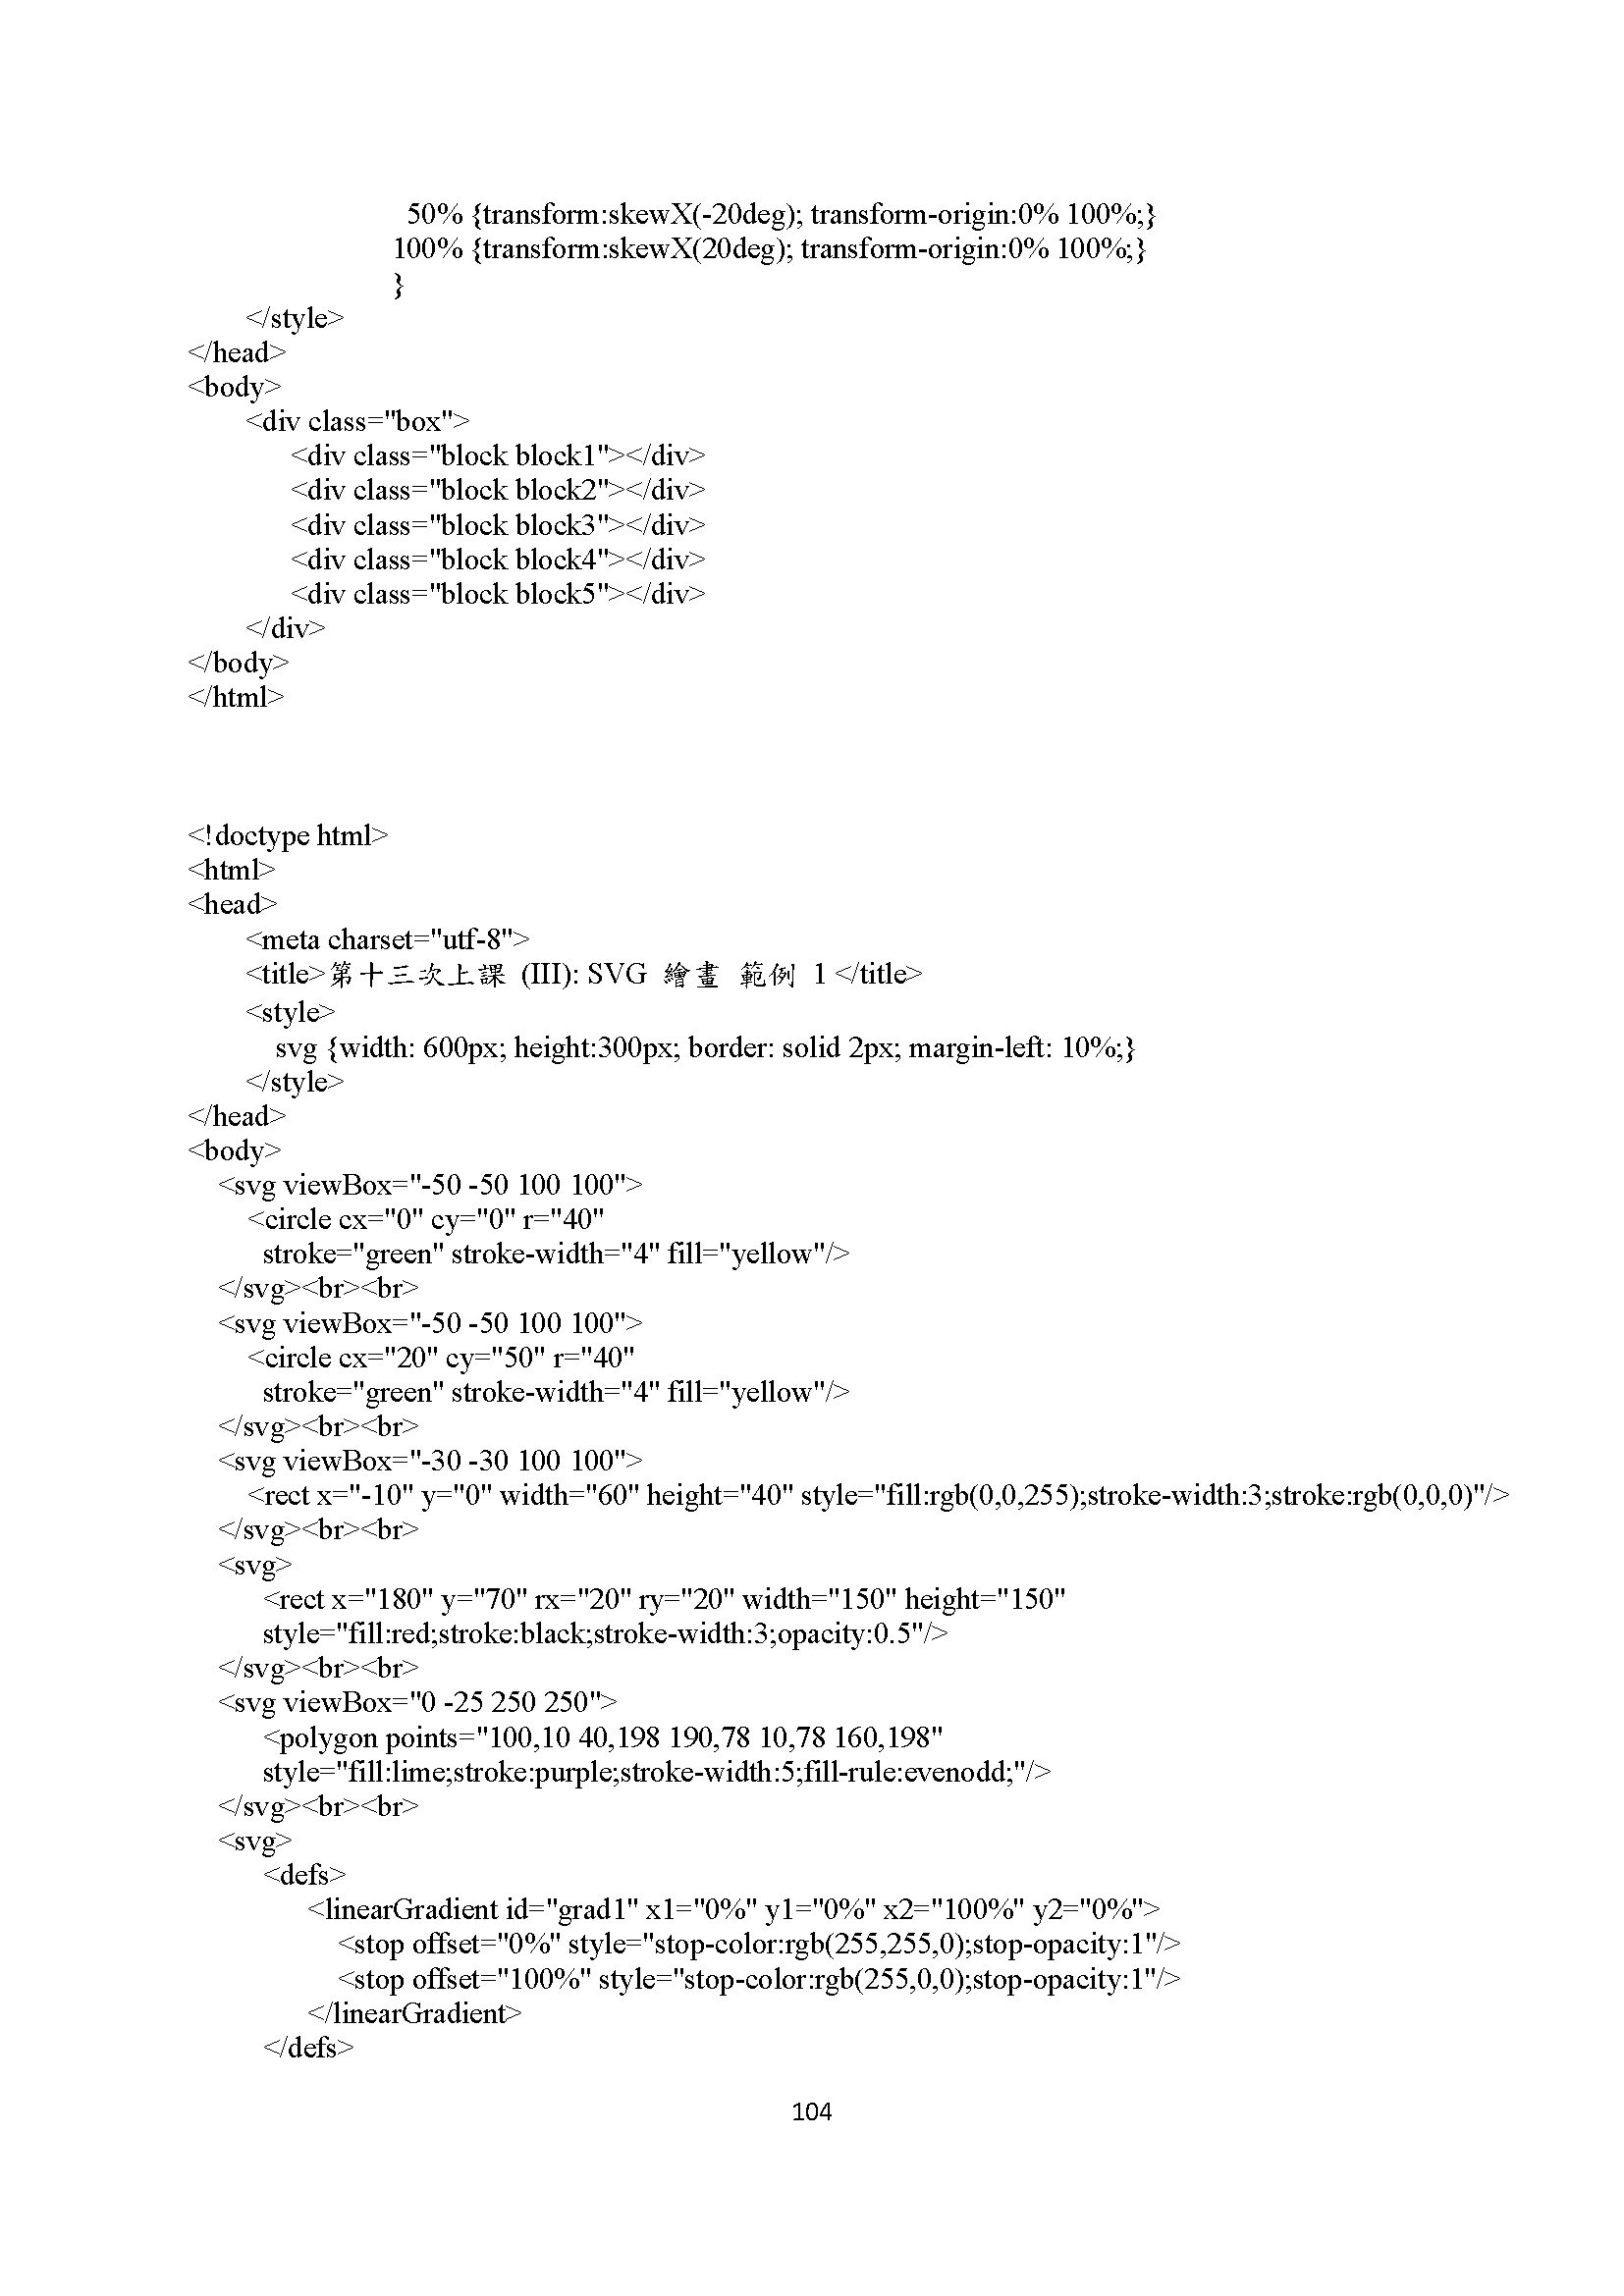 50% {transform:skewX(-20deg); transform-origin:0% 100%;}
100% {transform:skewX(20deg); transform-origin:0% 100%;}
}
</style>
</head>
<body>
<div class="box">
<div class="block block1"></div>
<div class="block block2"></div>
<div class="block block3"></div>
<div class="block block4"></div>
<div class="block block5"></div>
</div>
</body>
</html>
<!doctype html>
<html>
<head>
<meta charset="utf-8">
<title>第十三次上課 (III): SVG 繪畫 範例 1 </title>
<style>
svg {width: 600px; height:300px; border: solid 2px; margin-left: 10%;}
</style>
</head>
<body>
<svg viewBox="-50 -50 100 100">
<circle cx="0" cy="0" r="40"
stroke="green" stroke-width="4" fill="yellow"/>
</svg><br><br>
<svg viewBox="-50 -50 100 100">
<circle cx="20" cy="50" r="40"
stroke="green" stroke-width="4" fill="yellow"/>
</svg><br><br>
<svg viewBox="-30 -30 100 100">
<rect x="-10" y="0" width="60" height="40" style="fill:rgb(0,0,255);stroke-width:3;stroke:rgb(0,0,0)"/>
</svg><br><br>
<svg>
<rect x="180" y="70" rx="20" ry="20" width="150" height="150"
style="fill:red;stroke:black;stroke-width:3;opacity:0.5"/>
</svg><br><br>
<svg viewBox="0 -25 250 250">
<polygon points="100,10 40,198 190,78 10,78 160,198"
style="fill:lime;stroke:purple;stroke-width:5;fill-rule:evenodd;"/>
</svg><br><br>
<svg>
<defs>
<linearGradient id="grad1" x1="0%" y1="0%" x2="100%" y2="0%">
<stop offset="0%" style="stop-color:rgb(255,255,0);stop-opacity:1"/>
<stop offset="100%" style="stop-color:rgb(255,0,0);stop-opacity:1"/>
</linearGradient>
</defs>
104